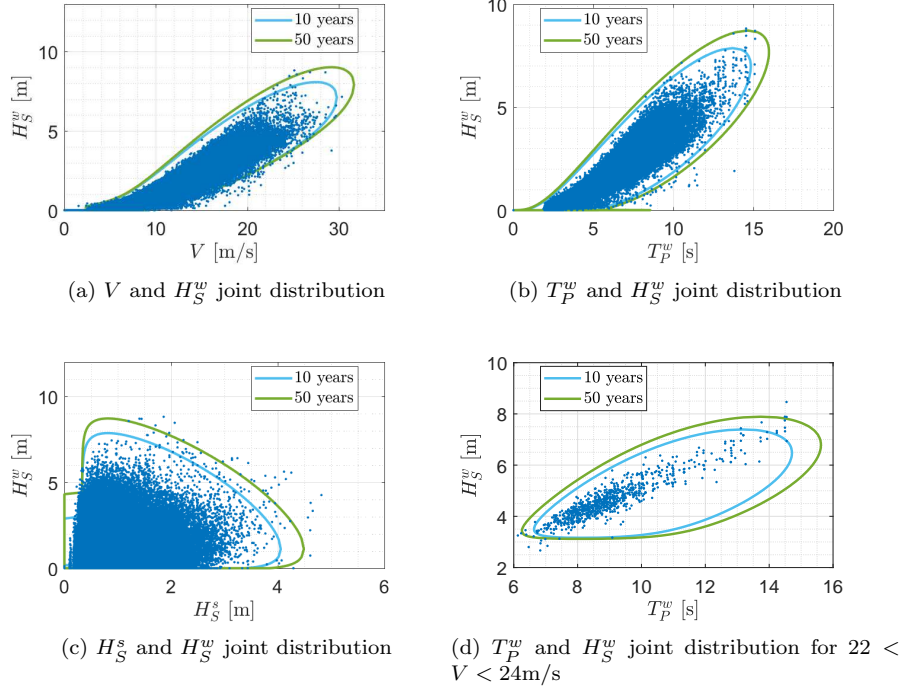 10 years
50 years
10
5
0
0
10
20
30
H_S^w [m]
V [m/s]
(a) V and H_S^w joint distribution
10 years
50 years
10
5
0
0
5
10
15
20
H_S^w [m]
T_P^w [s]
(b) T_P^w and H_S^w joint distribution
10 years
50 years
10
5
0
0
2
4
6
H_S^w [m]
H_S^s [m]
(c) H_S^s and H_S^w joint distribution
10 years
50 years
10
8
6
4
2
6
8
10
12
14
16
H_S^w [m]
T_P^w [s]
(d) T_P^w and H_S^w joint distribution for 22 <
V < 24m/s